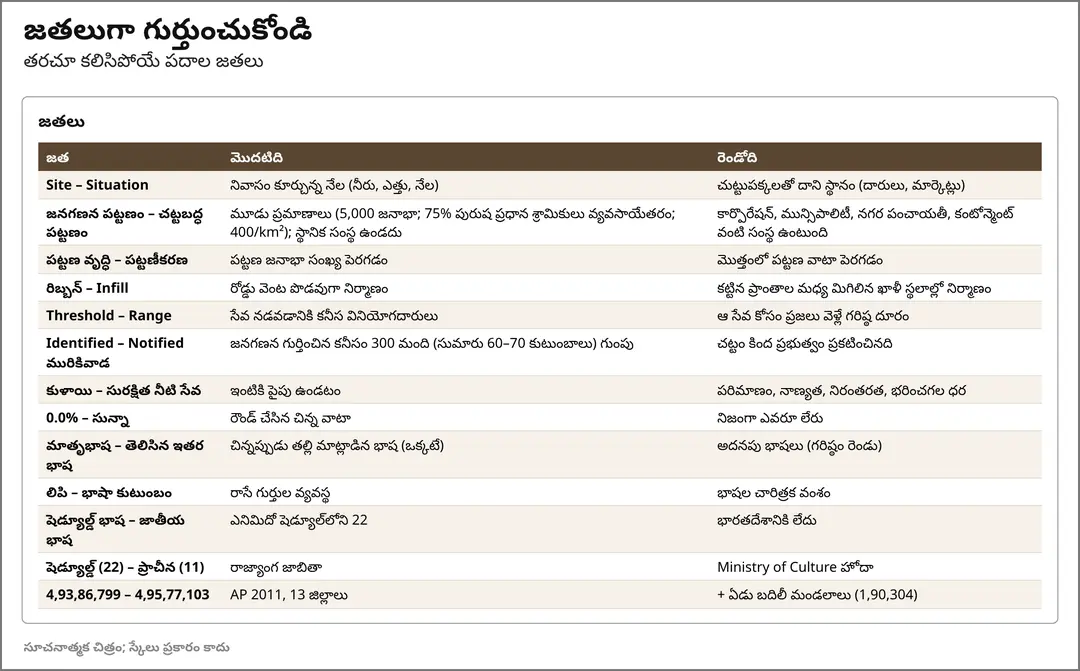 జతలుగా గుర్తుంచుకోండి
తరచూ కలిసిపోయే పదాల జతలు
జతలు
జత మొదటిది రెండోది
Site – Situation నివాసం కూర్చున్న నేల (నీరు, ఎత్తు, నేల) చుట్టుపక్కలతో దాని స్థానం (దారులు, మార్కెట్లు)
జనగణన పట్టణం – చట్టబద్ధ మూడు ప్రమాణాలు (5,000 జనాభా; 75% పురుష ప్రధాన శ్రామికులు వ్యవసాయేతరం; కార్పొరేషన్, మున్సిపాలిటీ, నగర పంచాయతీ, కంటోన్మెంట్
పట్టణం 400/km²); స్థానిక సంస్థ ఉండదు వంటి సంస్థ ఉంటుంది
పట్టణ వృద్ధి – పట్టణీకరణ పట్టణ జనాభా సంఖ్య పెరగడం మొత్తంలో పట్టణ వాటా పెరగడం
రిబ్బన్ – Infill రోడ్డు వెంట పొడవుగా నిర్మాణం కట్టిన ప్రాంతాల మధ్య మిగిలిన ఖాళీ స్థలాల్లో నిర్మాణం
Threshold – Range సేవ నడవడానికి కనీస వినియోగదారులు ఆ సేవ కోసం ప్రజలు వెళ్లే గరిష్ఠ దూరం
Identified – Notified జనగణన గుర్తించిన కనీసం 300 మంది (సుమారు 60–70 కుటుంబాలు) గుంపు చట్టం కింద ప్రభుత్వం ప్రకటించినది
మురికివాడ
కుళాయి – సురక్షిత నీటి సేవ ఇంటికి పైపు ఉండటం పరిమాణం, నాణ్యత, నిరంతరత, భరించగల ధర
0.0% – సున్నా రౌండ్ చేసిన చిన్న వాటా నిజంగా ఎవరూ లేరు
మాతృభాష – తెలిసిన ఇతర చిన్నప్పుడు తల్లి మాట్లాడిన భాష (ఒక్కటే) అదనపు భాషలు (గరిష్ఠం రెండు)
భాష
లిపి – భాషా కుటుంబం రాసే గుర్తుల వ్యవస్థ భాషల చారిత్రక వంశం
షెడ్యూల్డ్ భాష – జాతీయ ఎనిమిదో షెడ్యూల్‌లోని 22 భారతదేశానికి లేదు
భాష
షెడ్యూల్డ్ (22) – ప్రాచీన (11) రాజ్యాంగ జాబితా Ministry of Culture హోదా
4,93,86,799 – 4,95,77,103 AP 2011, 13 జిల్లాలు + ఏడు బదిలీ మండలాలు (1,90,304)
సూచనాత్మక చిత్రం; స్కేలు ప్రకారం కాదు